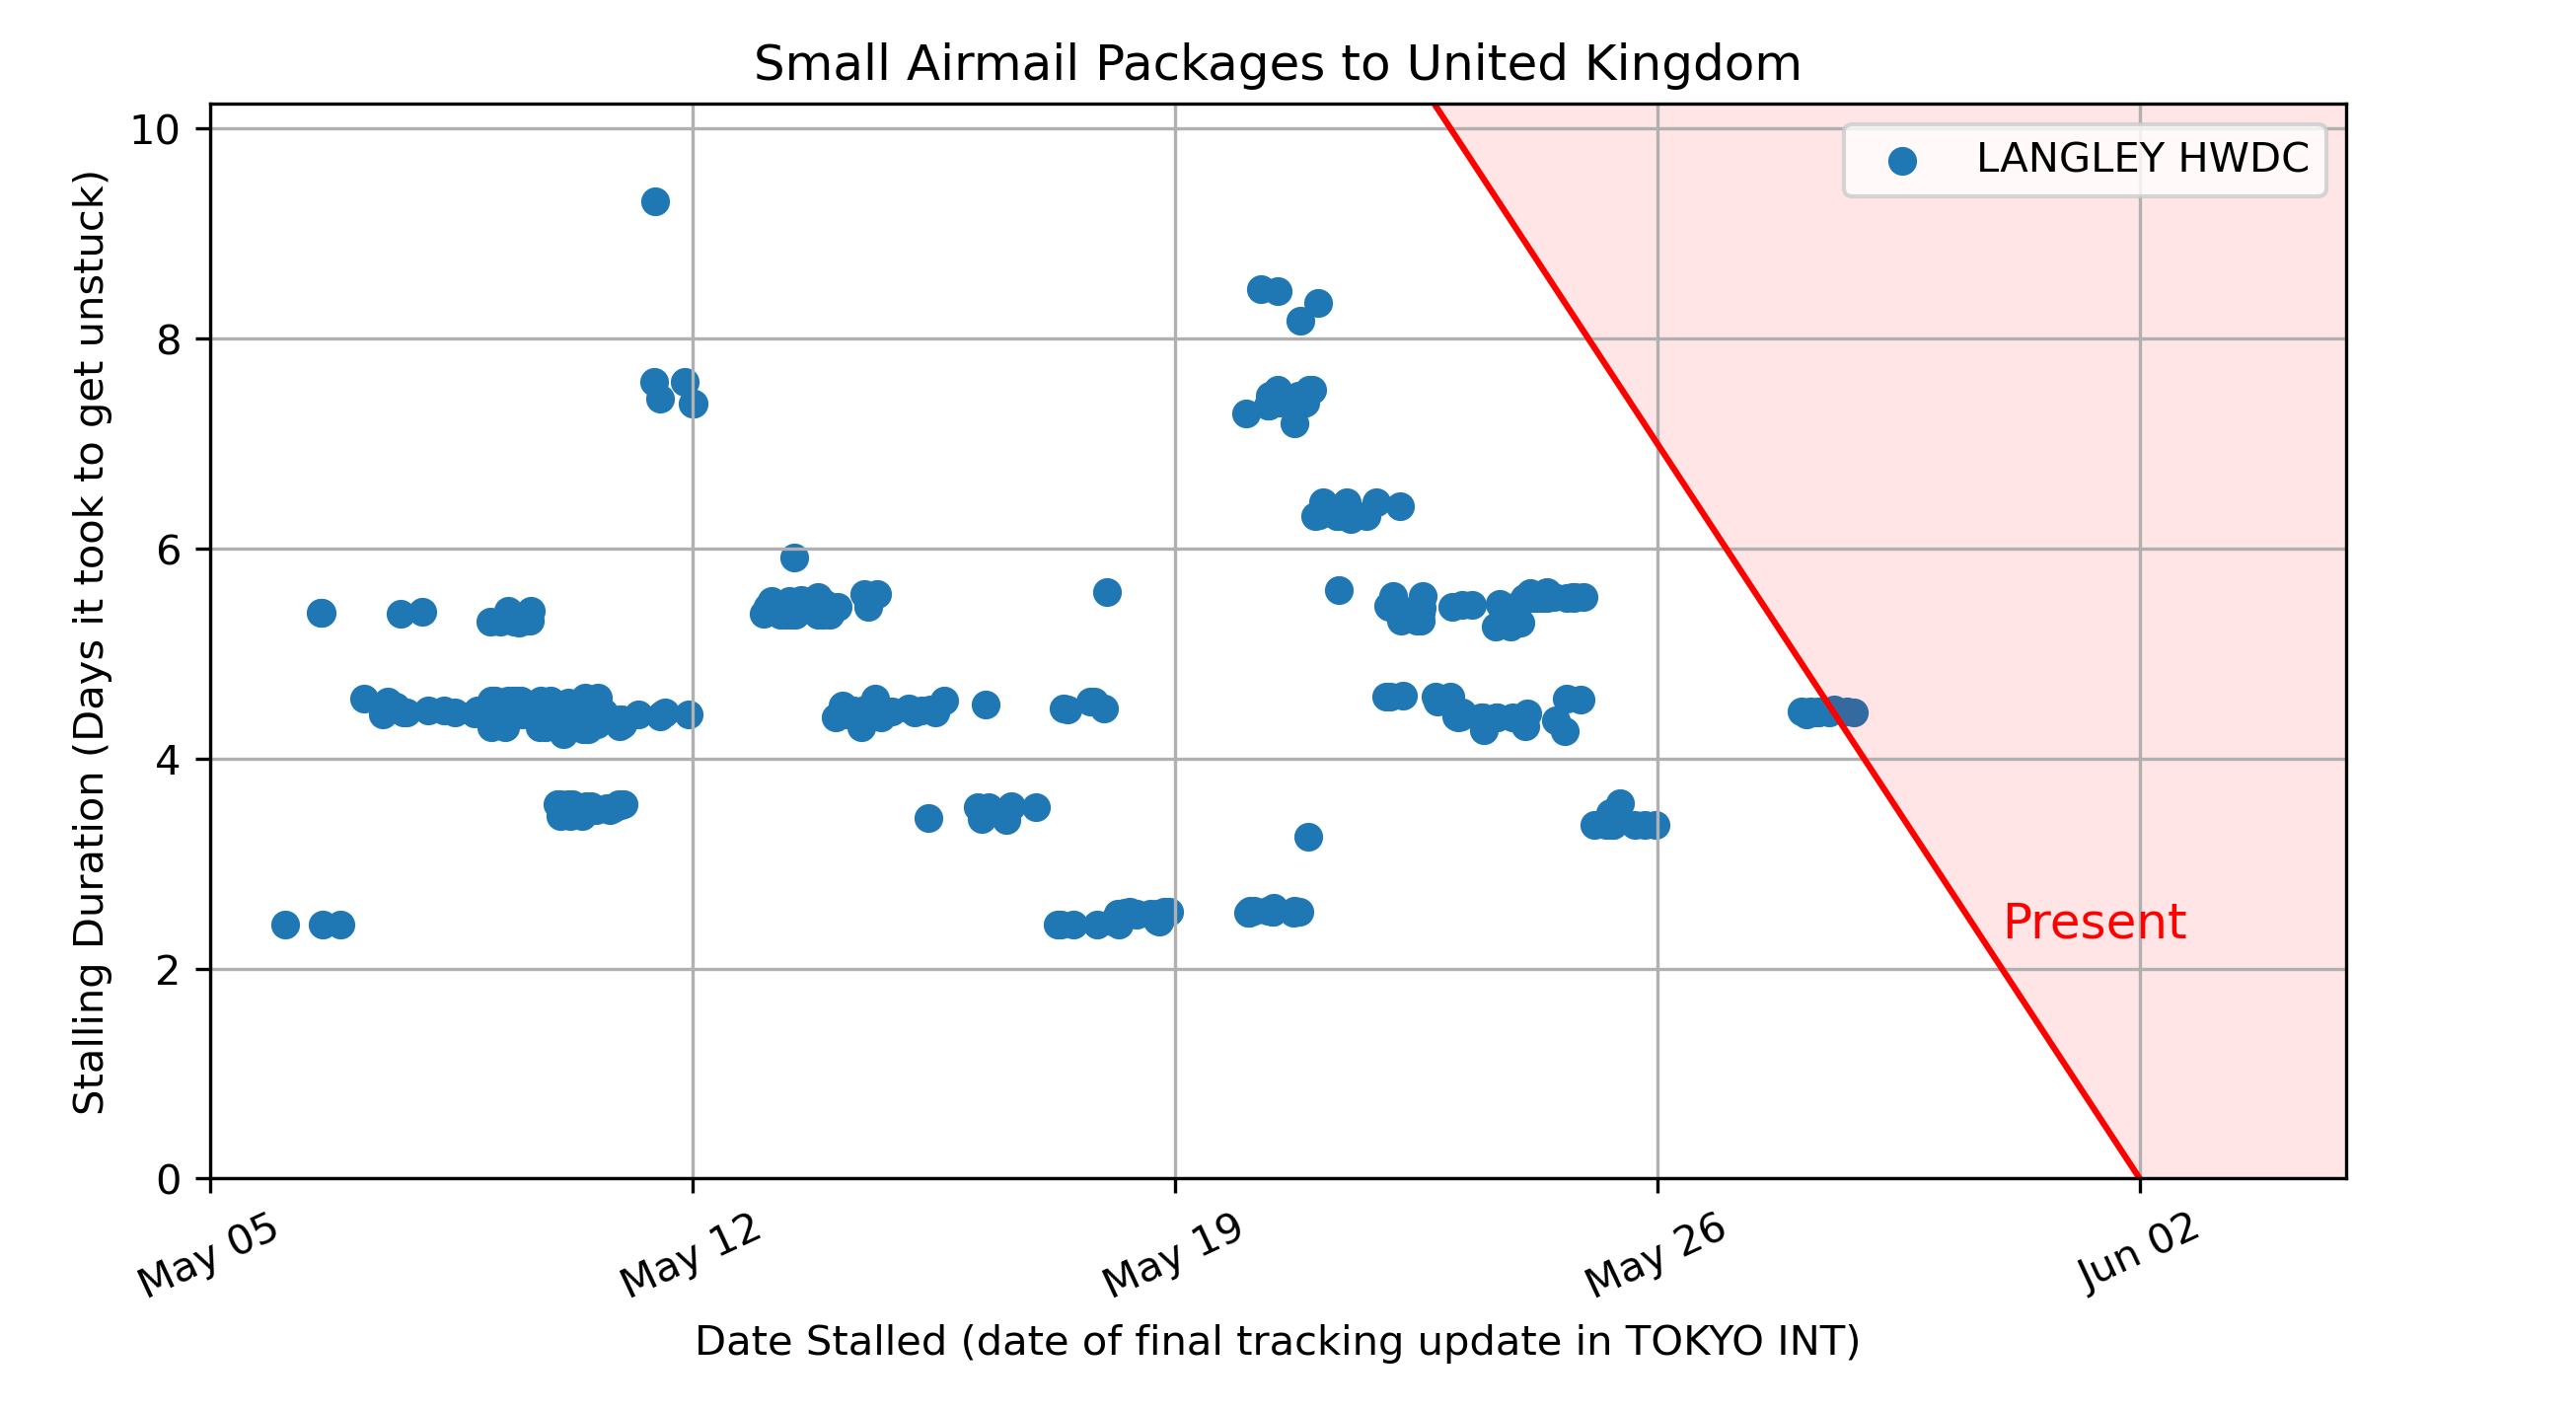 Small Airmail Packages to United Kingdom
Stalling Duration (Days it took to get unstuck)
10
8
6
4
2
0
LANGLEY HWDC
Present
May 05
May 12
May 19
May 26
Jun 02
Date Stalled (date of final tracking update in TOKYO INT)